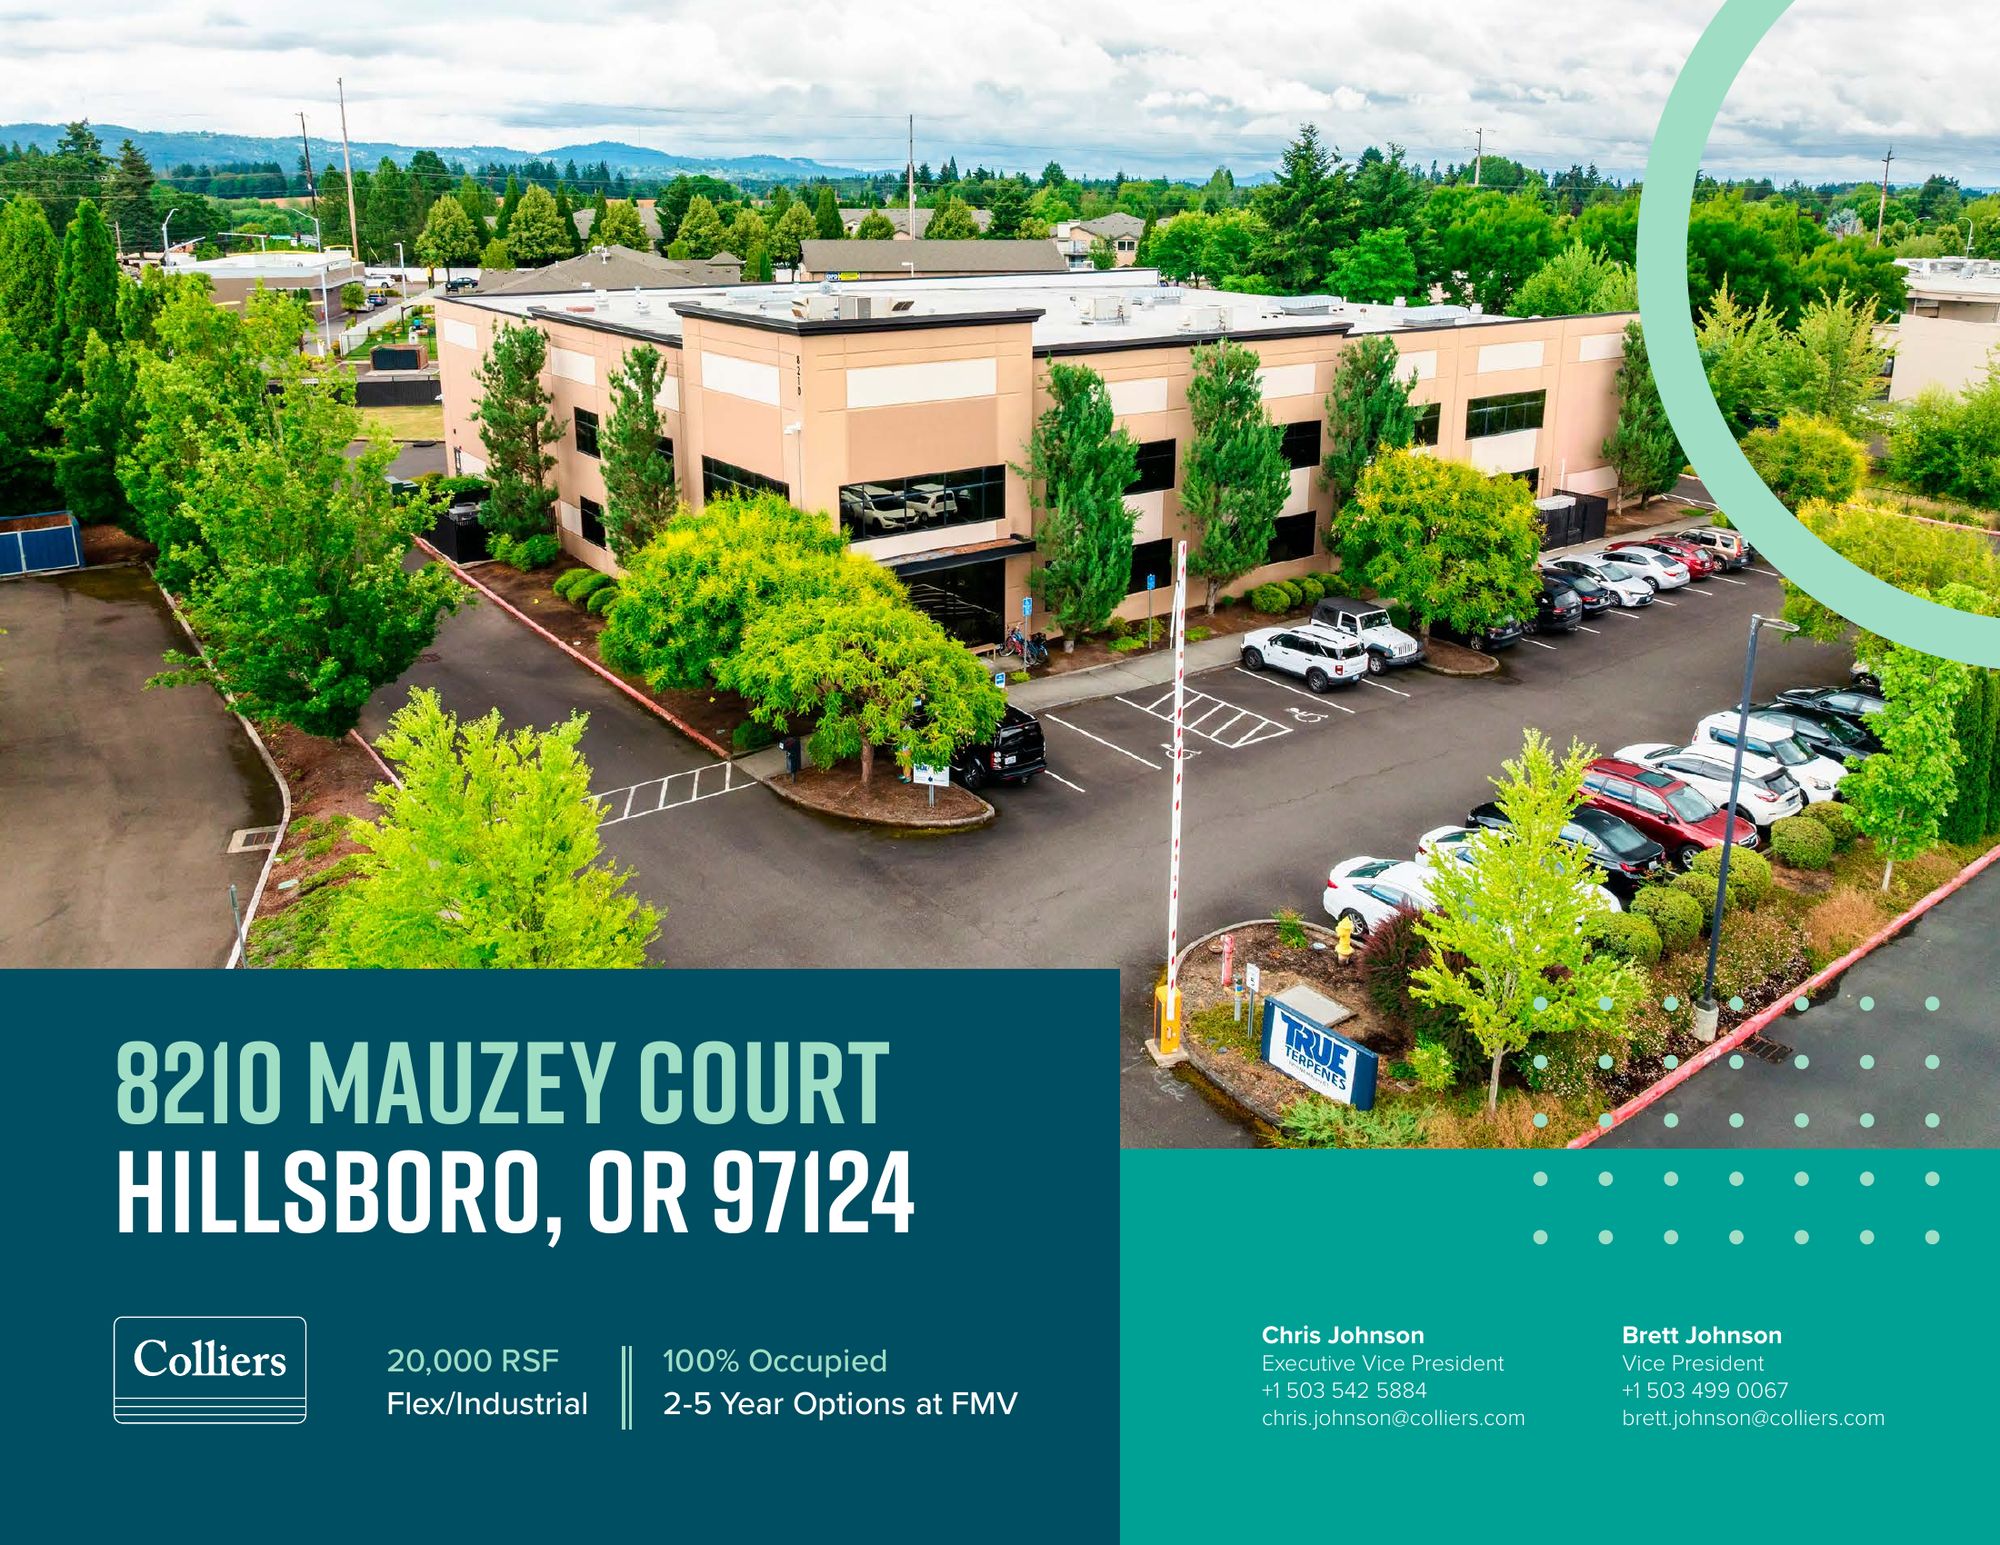 8210
TRUE
TERPENES
8210 MAUZEY COURT
HILLSBORO, OR 97124
Colliers
20,000 RSF
Flex/Industrial
100% Occupied
2-5 Year Options at FMV
Chris Johnson
Executive Vice President
+1 503 542 5884
chris.johnson@colliers.com
Brett Johnson
Vice President
+1 503 499 0067
brett.johnson@colliers.com